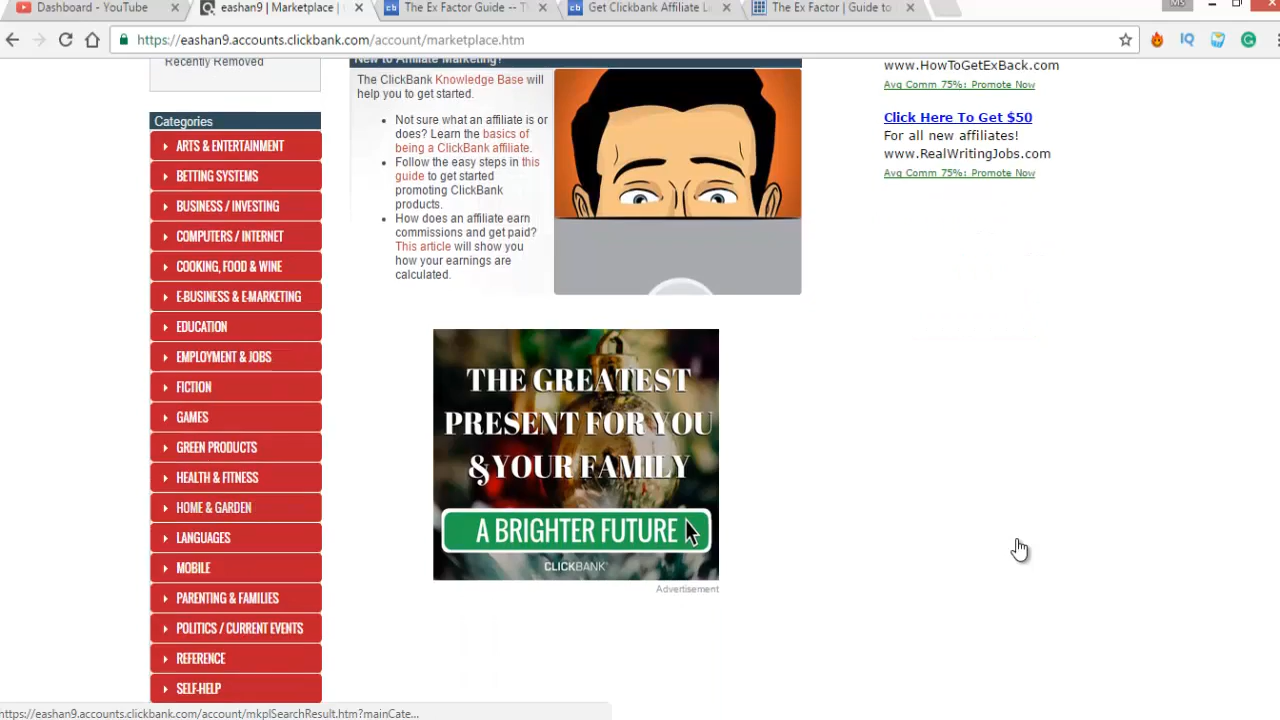 Dashboard - YouTube
eashan9 | Marketplace |
The Ex Factor Guide -- T
Get Clickbank Affiliate L
The Ex Factor | Guide to
MS
https://eashan9.accounts.clickbank.com/account/marketplace.htm
Recently Removed
Categories
ARTS & ENTERTAINMENT
BETTING SYSTEMS
BUSINESS / INVESTING
COMPUTERS / INTERNET
COOKING, FOOD & WINE
E-BUSINESS & E-MARKETING
EDUCATION
EMPLOYMENT & JOBS
FICTION
GAMES
GREEN PRODUCTS
HEALTH & FITNESS
HOME & GARDEN
LANGUAGES
MOBILE
PARENTING & FAMILIES
POLITICS / CURRENT EVENTS
REFERENCE
SELF-HELP
New to Affiliate Marketing?
The ClickBank Knowledge Base will
help you to get started.
Not sure what an affiliate is or
does? Learn the basics of
being a ClickBank affiliate.
Follow the easy steps in this
guide to get started
promoting ClickBank
products.
How does an affiliate earn
commissions and get paid?
This article will show you
how your earnings are
calculated.
THE GREATEST
PRESENT FOR YOU
& YOUR FAMILY
A BRIGHTER FUTURE
CLICKBANK
Advertisement
www.HowToGetExBack.com
Avg Comm 75%: Promote Now
Click Here To Get $50
For all new affiliates!
www.RealWritingJobs.com
Avg Comm 75%: Promote Now
https://eashan9.accounts.clickbank.com/account/mkplSearchResult.htm?mainCate...